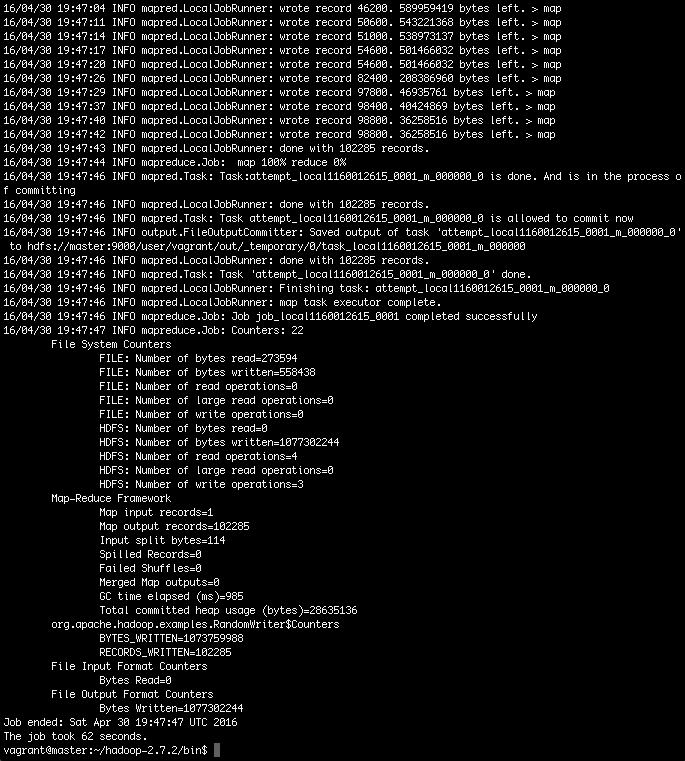 16/04/30 19:47:04 INFO mapred.LocalJobRunner: wrote record 46200. 589959419 bytes left. > map
16/04/30 19:47:11 INFO mapred.LocalJobRunner: wrote record 50600. 543221368 bytes left. > map
16/04/30 19:47:14 INFO mapred.LocalJobRunner: wrote record 51000. 538973137 bytes left. > map
16/04/30 19:47:17 INFO mapred.LocalJobRunner: wrote record 54600. 501466032 bytes left. > map
16/04/30 19:47:20 INFO mapred.LocalJobRunner: wrote record 54600. 501466032 bytes left. > map
16/04/30 19:47:26 INFO mapred.LocalJobRunner: wrote record 82400. 208386960 bytes left. > map
16/04/30 19:47:29 INFO mapred.LocalJobRunner: wrote record 97800. 46935761 bytes left. > map
16/04/30 19:47:37 INFO mapred.LocalJobRunner: wrote record 98400. 40424869 bytes left. > map
16/04/30 19:47:40 INFO mapred.LocalJobRunner: wrote record 98800. 36258516 bytes left. > map
16/04/30 19:47:42 INFO mapred.LocalJobRunner: wrote record 98800. 36258516 bytes left. > map
16/04/30 19:47:43 INFO mapred.LocalJobRunner: done with 102285 records.
16/04/30 19:47:44 INFO mapreduce.Job:  map 100% reduce 0%
16/04/30 19:47:46 INFO mapred.Task: Task:attempt_local1160012615_0001_m_000000_0 is done. And is in the process o
f committing
16/04/30 19:47:46 INFO mapred.LocalJobRunner: done with 102285 records.
16/04/30 19:47:46 INFO mapred.Task: Task attempt_local1160012615_0001_m_000000_0 is allowed to commit now
16/04/30 19:47:46 INFO output.FileOutputCommitter: Saved output of task 'attempt_local1160012615_0001_m_000000_0'
 to hdfs://master:9000/user/vagrant/out/_temporary/0/task_local1160012615_0001_m_000000
16/04/30 19:47:46 INFO mapred.LocalJobRunner: done with 102285 records.
16/04/30 19:47:46 INFO mapred.Task: Task 'attempt_local1160012615_0001_m_000000_0' done.
16/04/30 19:47:46 INFO mapred.LocalJobRunner: Finishing task: attempt_local1160012615_0001_m_000000_0
16/04/30 19:47:46 INFO mapred.LocalJobRunner: map task executor complete.
16/04/30 19:47:46 INFO mapreduce.Job: Job job_local1160012615_0001 completed successfully
16/04/30 19:47:47 INFO mapreduce.Job: Counters: 22
File System Counters
FILE: Number of bytes read=273594
FILE: Number of bytes written=558438
FILE: Number of read operations=0
FILE: Number of large read operations=0
FILE: Number of write operations=0
HDFS: Number of bytes read=0
HDFS: Number of bytes written=1077302244
HDFS: Number of read operations=4
HDFS: Number of large read operations=0
HDFS: Number of write operations=3
Map-Reduce Framework
Map input records=1
Map output records=102285
Input split bytes=114
Spilled Records=0
Failed Shuffles=0
Merged Map outputs=0
GC time elapsed (ms)=985
Total committed heap usage (bytes)=28635136
org.apache.hadoop.examples.RandomWriter$Counters
BYTES_WRITTEN=1073759988
RECORDS_WRITTEN=102285
File Input Format Counters
Bytes Read=0
File Output Format Counters
Bytes Written=1077302244
Job ended: Sat Apr 30 19:47:47 UTC 2016
The job took 62 seconds.
vagrant@master:~/hadoop-2.7.2/bin$